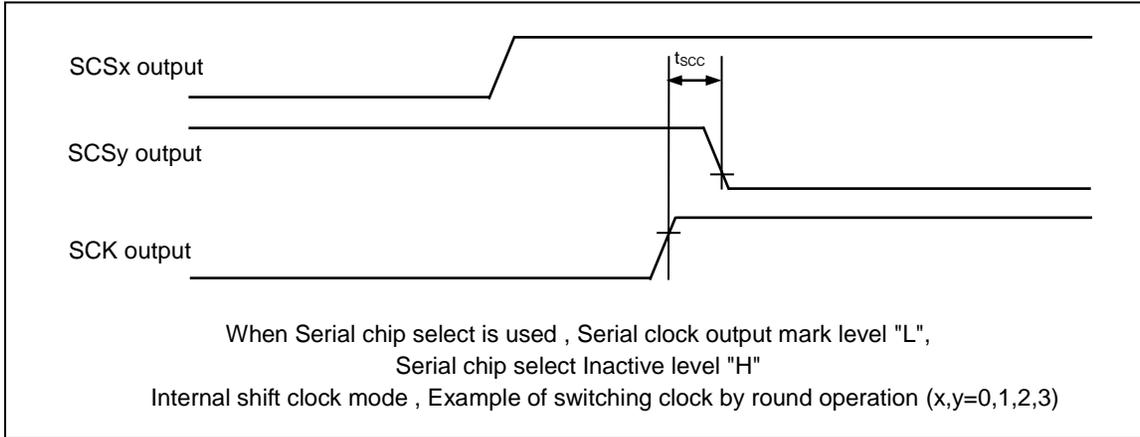 SCSx output
tSCC
SCSy output
SCK output
When Serial chip select is used , Serial clock output mark level "L",
Serial chip select Inactive level "H"
Internal shift clock mode , Example of switching clock by round operation (x,y=0,1,2,3)